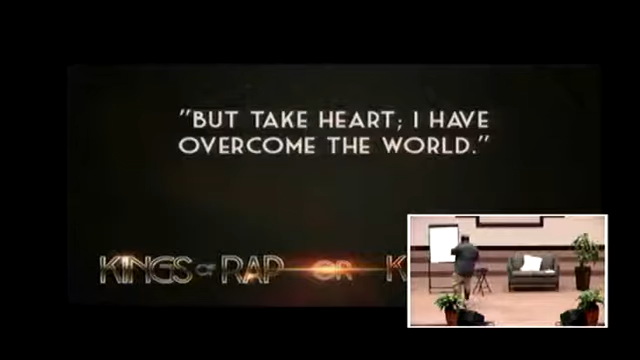 "BUT TAKE HEART; I HAVE
OVERCOME THE WORLD."
KINGS OF RAP OR K